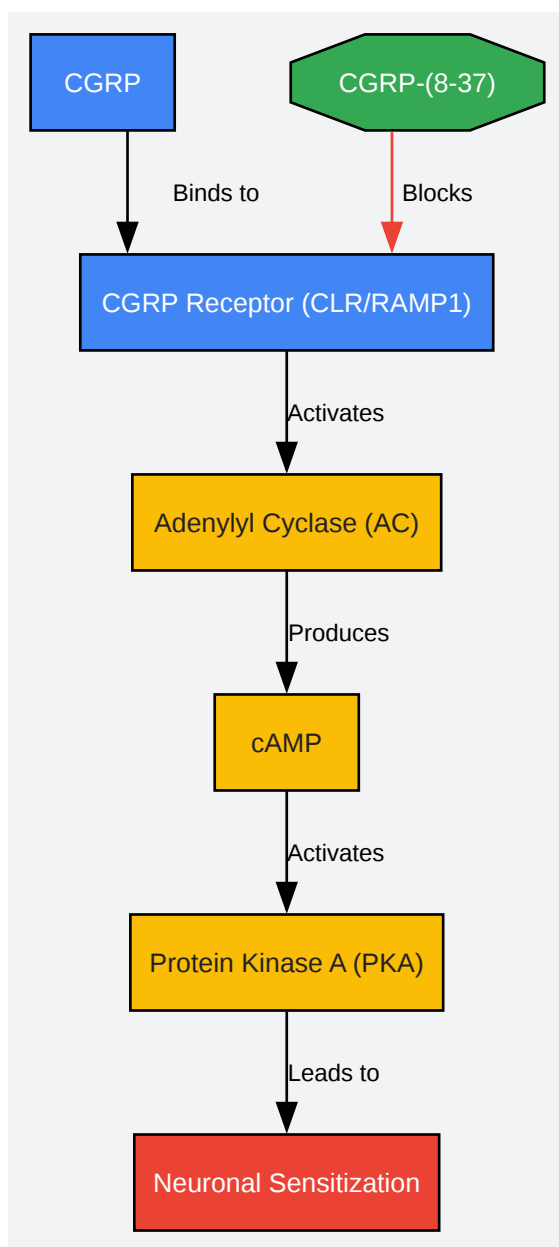 CGRP
CGRP-(8-37)
Binds to
Blocks
CGRP Receptor (CLR/RAMP1)
Activates
Adenylyl Cyclase (AC)
Produces
cAMP
Activates
Protein Kinase A (PKA)
Leads to
Neuronal Sensitization